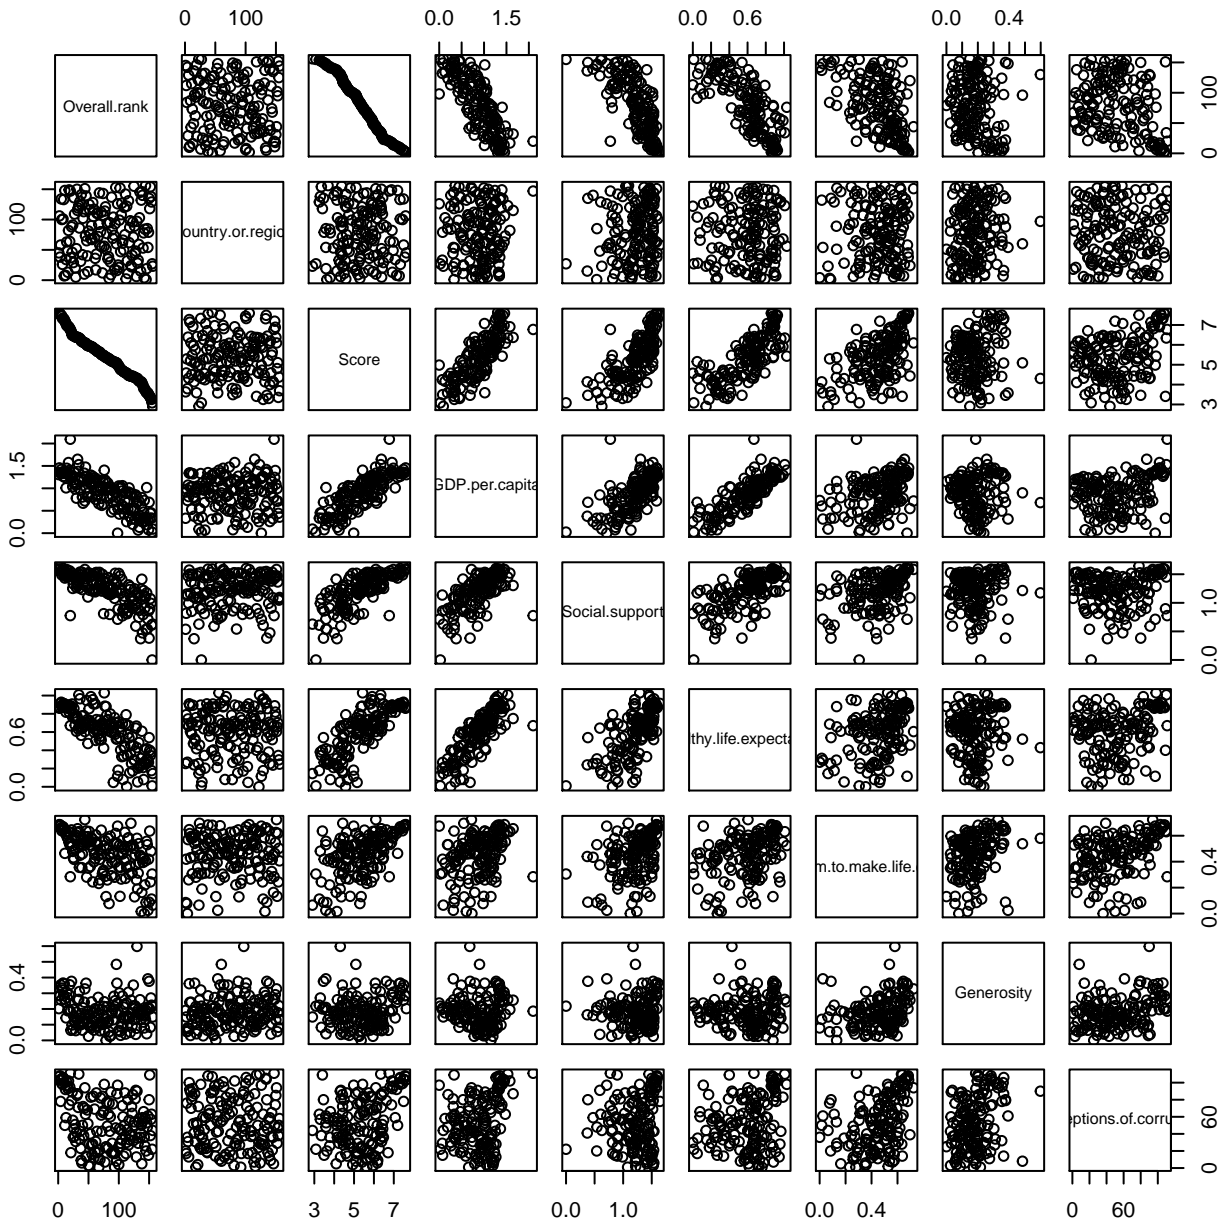 0 100
0.0 1.5
0.0 0.6
0.0 0.4
Overall.rank
0 100
ountry.or.regio
0 100
Score
3 5 7
GDP.per.capita
0.0 1.5
Social.support
0.0 1.0
lthy.life.expecta
0.0 0.6
m.to.make.life.
0.0 0.4
Generosity
0.0 0.4
eptions.of.corru
0 60
0 100
3 5 7
0.0 1.0
0.0 0.4
0 60